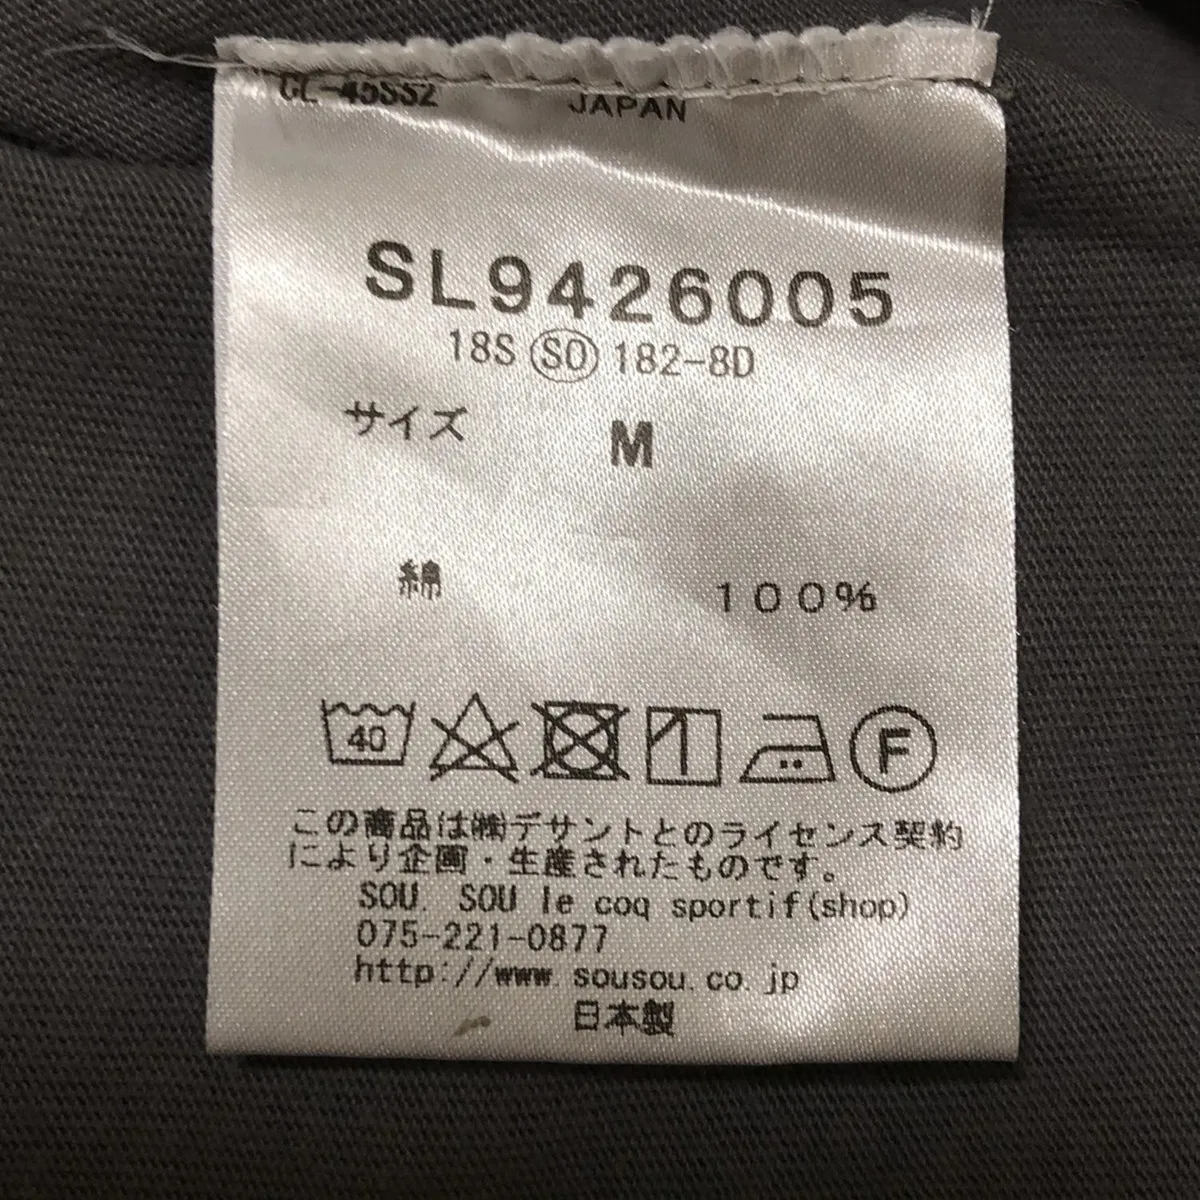 CL-45SS2 JAPAN
SL9426005
18S SO 182-8D
サイズ M
綿 100%
40
F
この商品は㈱デサントとのライセンス契約
により企画・生産されたものです。
SOU. SOU le coq sportif(shop)
075-221-0877
http://www.sousou.co.jp
日本製